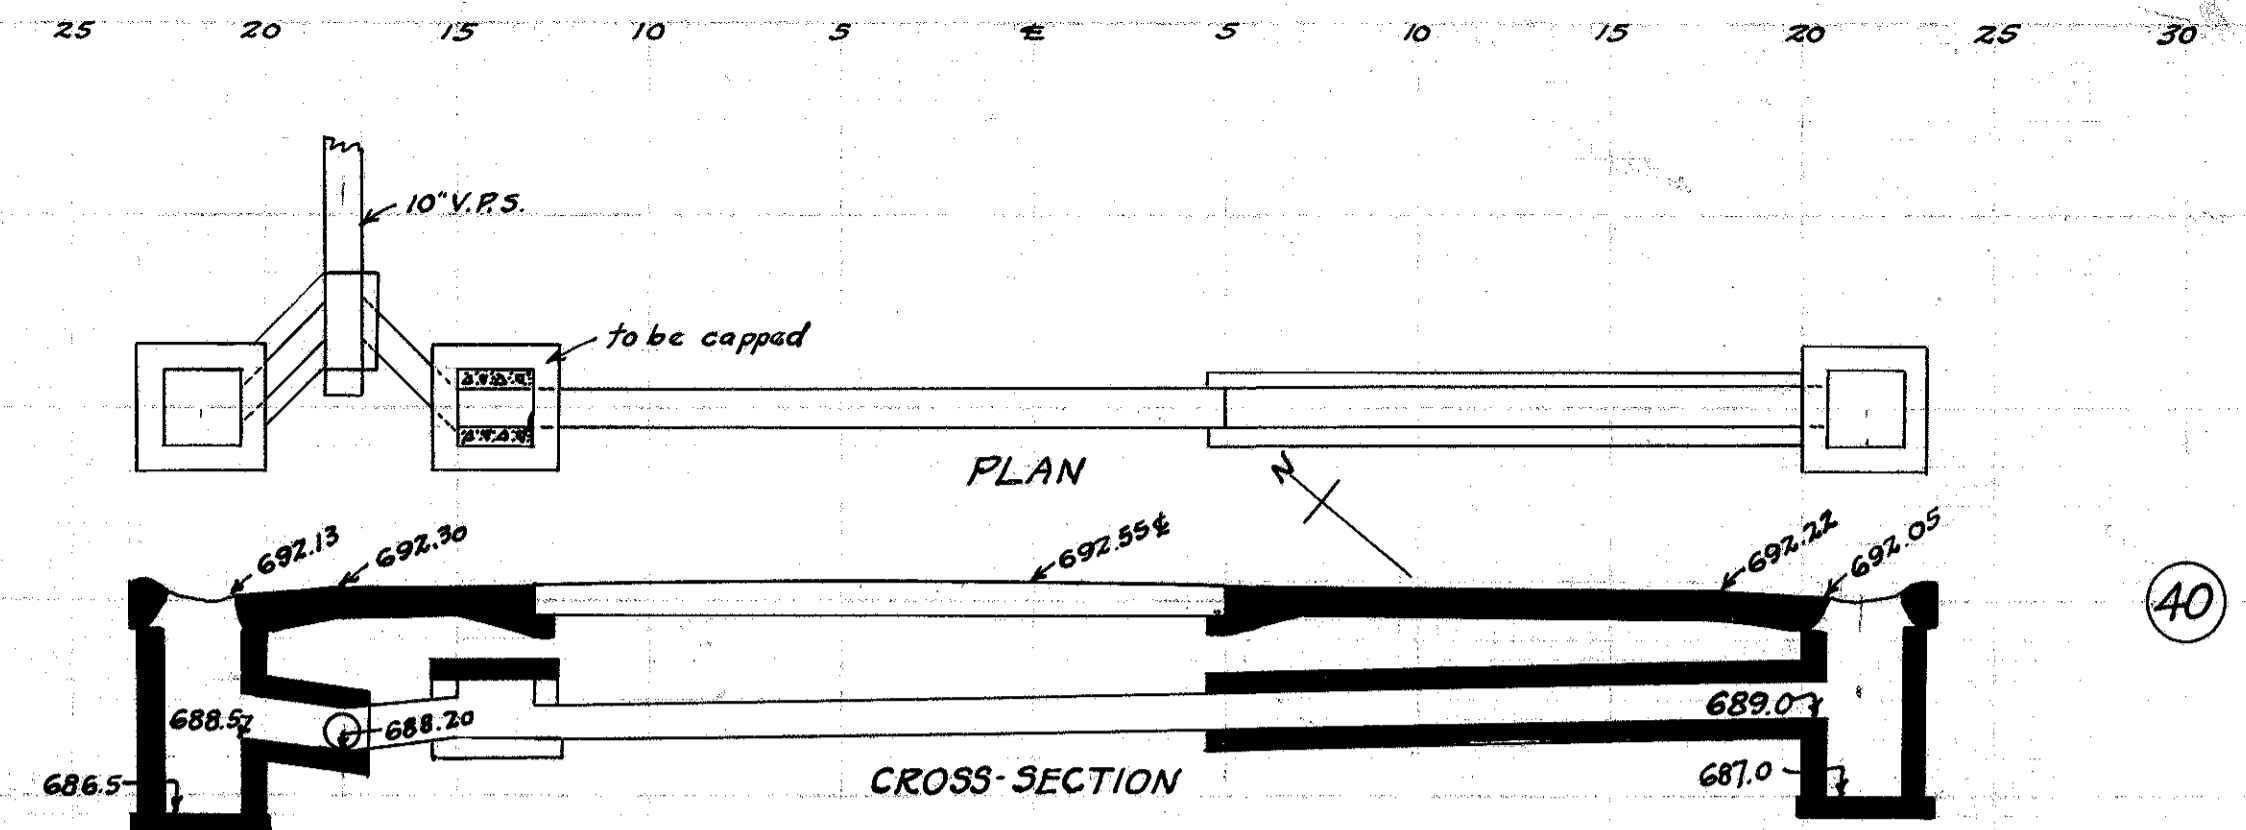 25 20 15 10 5 ⅊ 5 10 15 20 25 30
10" V.P.S.
to be capped
PLAN
N
692.13
692.30
692.55 ⅊
692.22
692.05
40
688.5
688.20
689.0
686.5
687.0
CROSS-SECTION